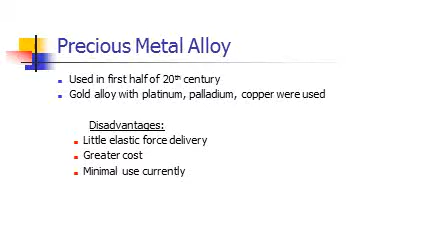 Precious Metal Alloy
Used in first half of 20th century
Gold alloy with platinum, palladium, copper were used
Disadvantages:
Little elastic force delivery
Greater cost
Minimal use currently